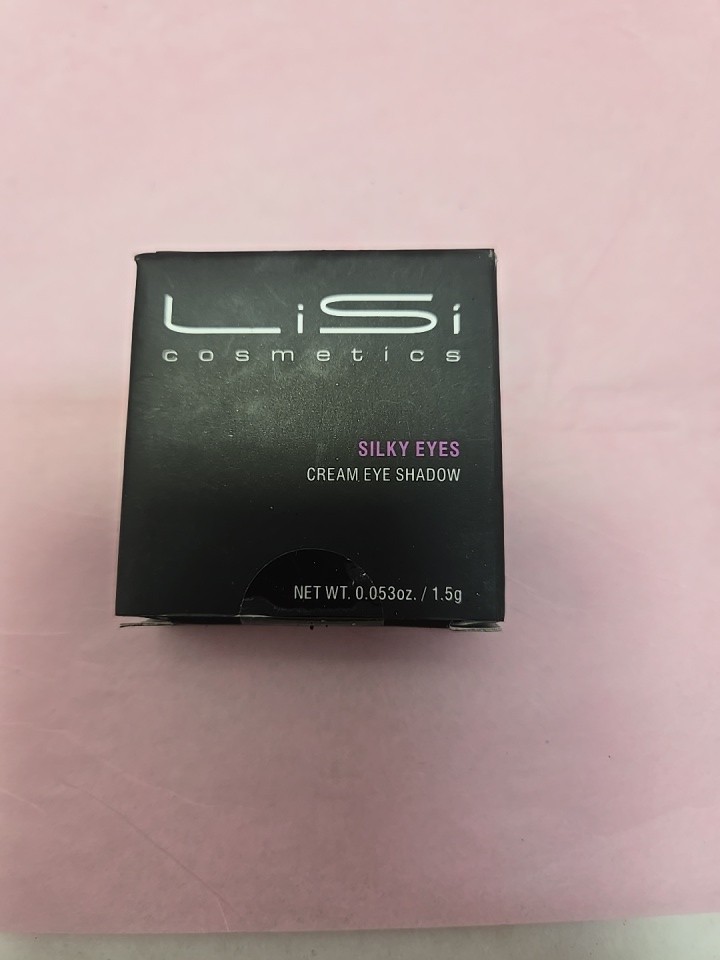 LiSi
cosmetics
SILKY EYES
CREAM EYE SHADOW
NET WT. 0.053oz. / 1.5g